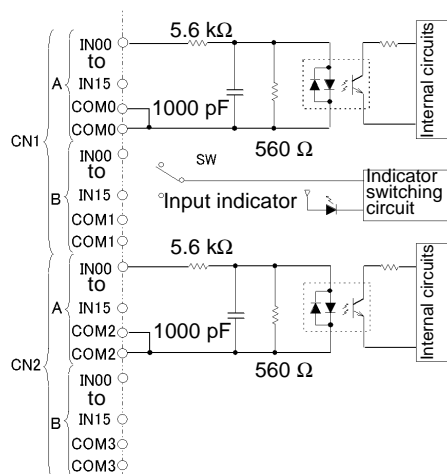 5.6 kΩ
IN00
to
A
IN15
COM0
1000 pF
COM0
560 Ω
Internal circuits
CN1
IN00
to
SW
B
IN15
Input indicator
Indicator
switching
circuit
COM1
COM1
5.6 kΩ
IN00
to
A
IN15
COM2
1000 pF
COM2
560 Ω
Internal circuits
CN2
IN00
to
B
IN15
COM3
COM3